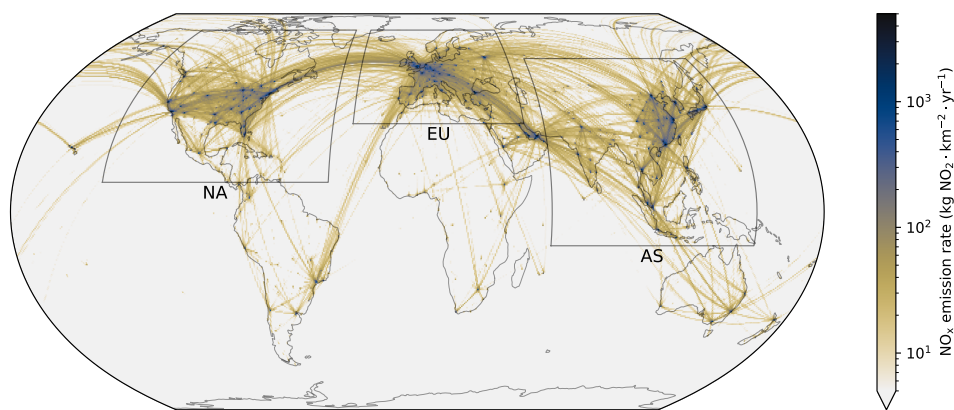 NA
EU
AS
10³
10²
10¹
NOₓ emission rate (kg NO₂ · km⁻² · yr⁻¹)